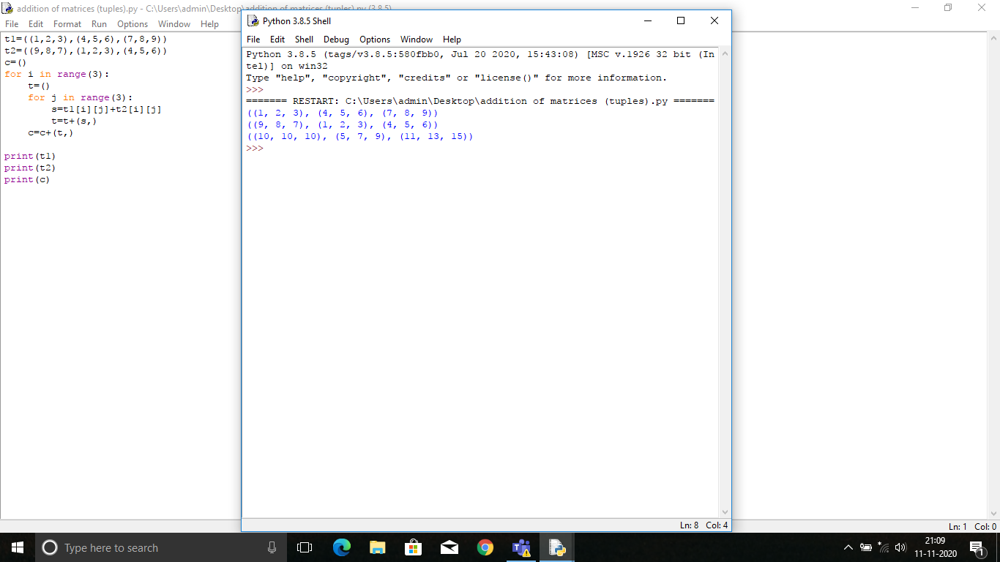 addition of matrices (tuples).py - C:\Users\admin\Desktop\addition of matrices (tuples).py (3.8.5)
File Edit Format Run Options Window Help
t1=((1,2,3),(4,5,6),(7,8,9))
t2=((9,8,7),(1,2,3),(4,5,6))
c=()
for i in range(3):
    t=()
    for j in range(3):
        s=t1[i][j]+t2[i][j]
        t=t+(s,)
    c=c+(t,)
print(t1)
print(t2)
print(c)
Python 3.8.5 Shell
File Edit Shell Debug Options Window Help
Python 3.8.5 (tags/v3.8.5:580fbb0, Jul 20 2020, 15:43:08) [MSC v.1926 32 bit (In
tel)] on win32
Type "help", "copyright", "credits" or "license()" for more information.
>>>
======= RESTART: C:\Users\admin\Desktop\addition of matrices (tuples).py =======
((1, 2, 3), (4, 5, 6), (7, 8, 9))
((9, 8, 7), (1, 2, 3), (4, 5, 6))
((10, 10, 10), (5, 7, 9), (11, 13, 15))
>>>
Ln: 8 Col: 4
Ln: 1 Col: 0
Type here to search
21:09
11-11-2020
1